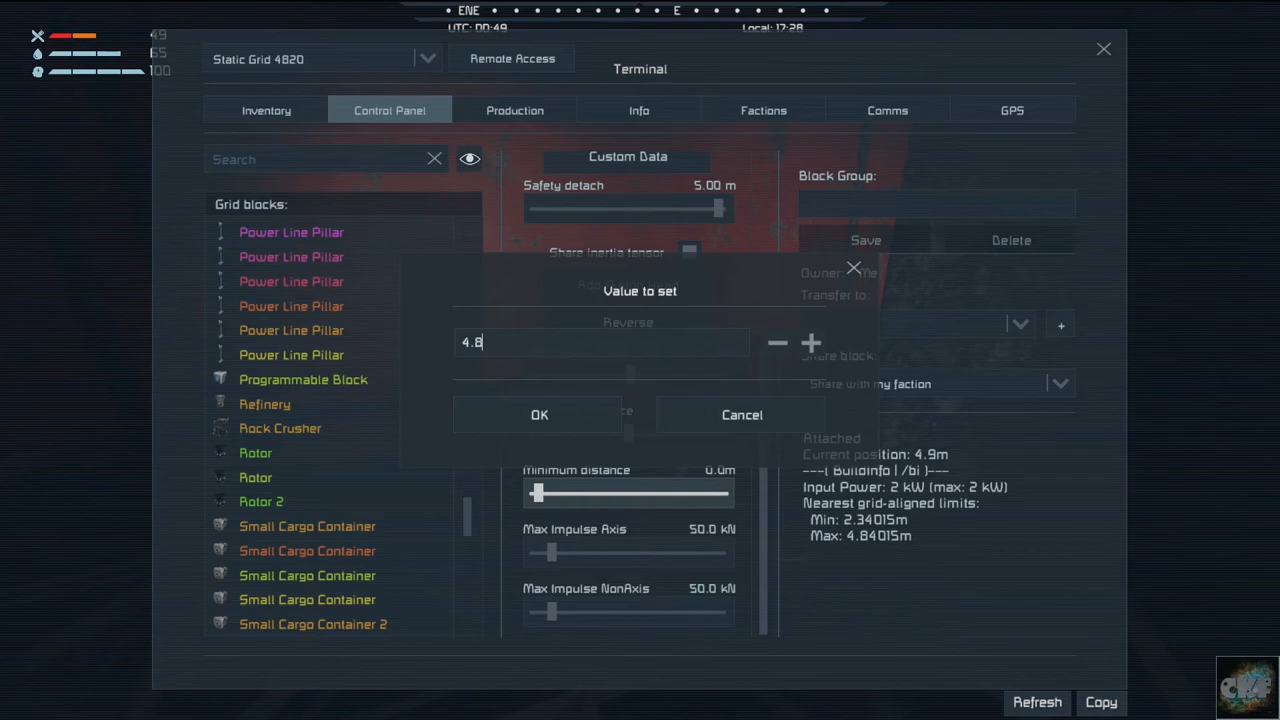 ENE E
UTC: 00:49 Local: 17:28
49
65
100
Static Grid 4820
Remote Access
Terminal
Inventory
Control Panel
Production
Info
Factions
Comms
GPS
Search
Custom Data
Block Group:
Safety detach 5.00 m
Grid blocks:
Power Line Pillar
Power Line Pillar
Power Line Pillar
Power Line Pillar
Power Line Pillar
Power Line Pillar
Programmable Block
Refinery
Rock Crusher
Rotor
Rotor
Rotor 2
Small Cargo Container
Small Cargo Container
Small Cargo Container
Small Cargo Container
Small Cargo Container 2
Share inertia tensor
Value to set
Reverse
4.8
OK
Cancel
Minimum distance 0.0m
Max Impulse Axis 50.0 kN
Max Impulse NonAxis 50.0 kN
Save
Delete
Owner: Me
Transfer to:
+
Share block:
Share with my faction
Attached
Current position: 4.9m
---( BuildInfo | /bi )---
Input Power: 2 kW (max: 2 kW)
Nearest grid-aligned limits:
Min: 2.34015m
Max: 4.84015m
Refresh
Copy